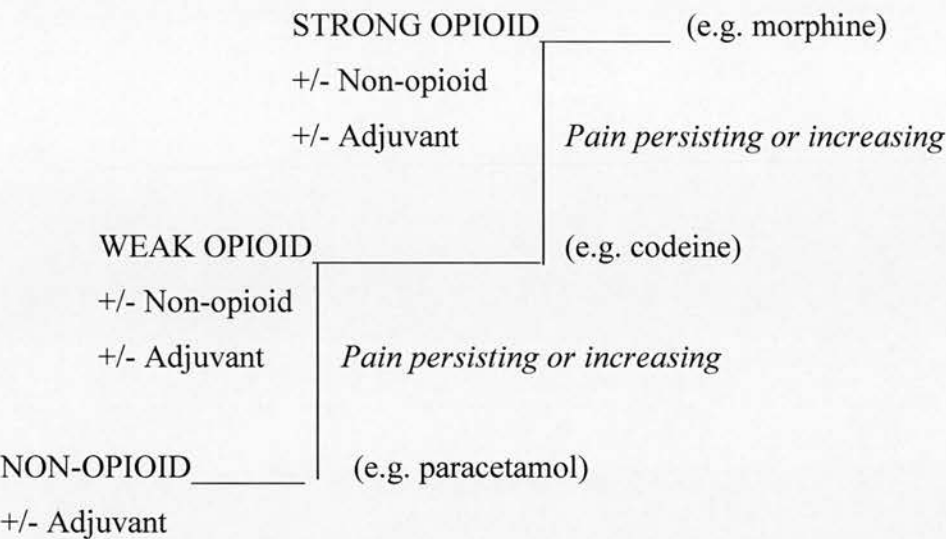 STRONG OPIOID (e.g. morphine)
+/- Non-opioid
+/- Adjuvant Pain persisting or increasing
WEAK OPIOID (e.g. codeine)
+/- Non-opioid
+/- Adjuvant Pain persisting or increasing
NON-OPIOID (e.g. paracetamol)
+/- Adjuvant